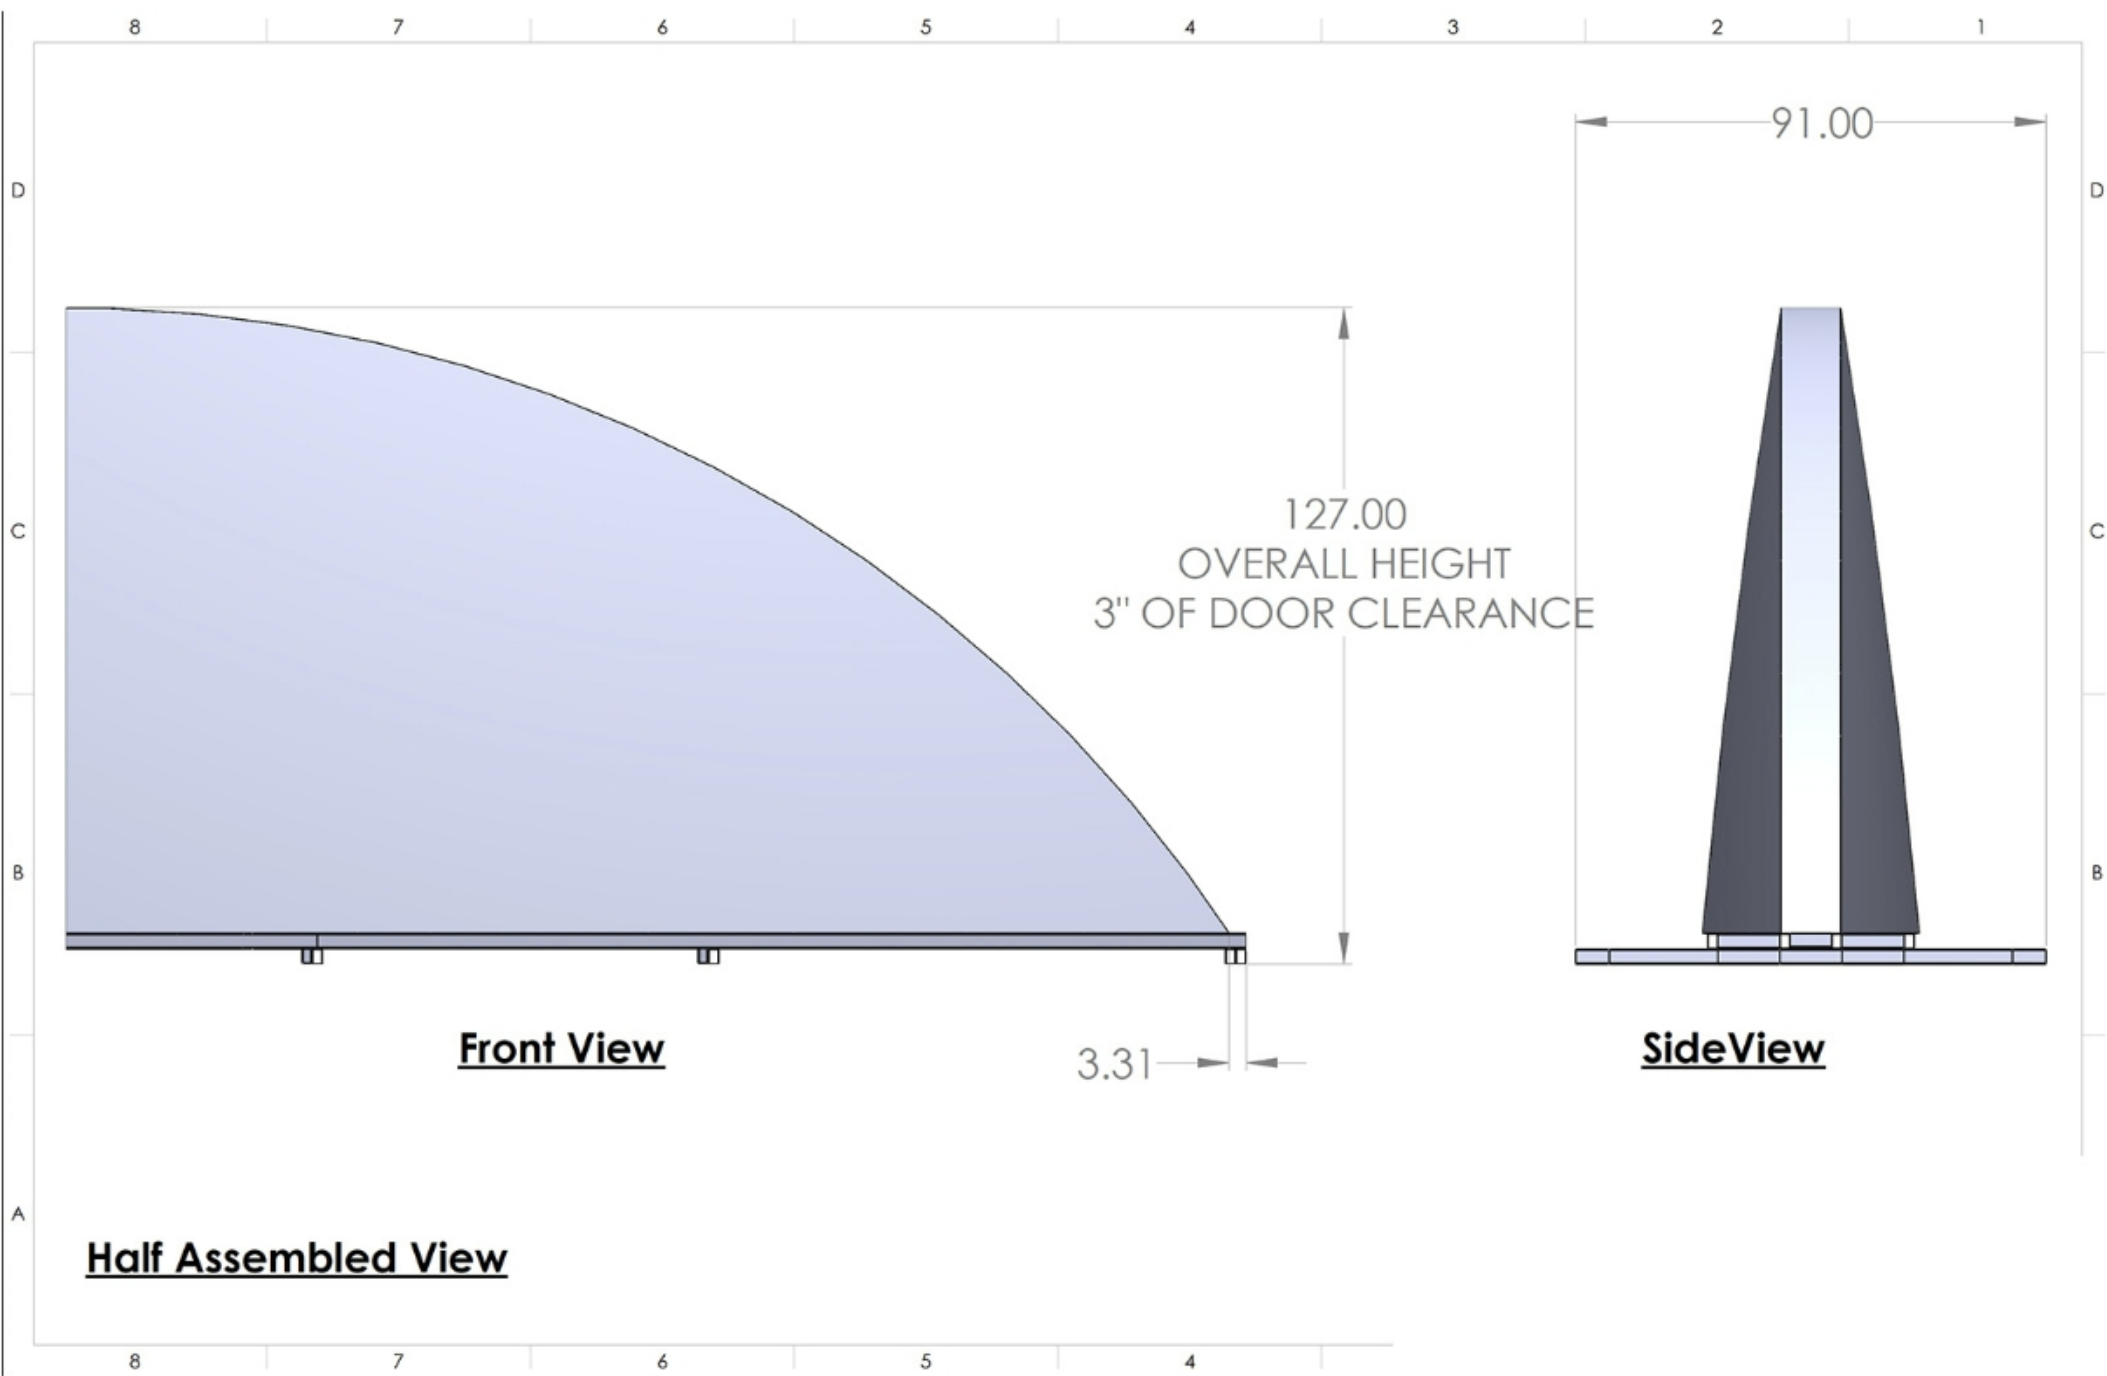 8 7 6 5 4 3 2 1
91.00
D D
127.00
OVERALL HEIGHT
3" OF DOOR CLEARANCE
C C
B B
Front View
SideView
3.31
A
Half Assembled View
8 7 6 5 4